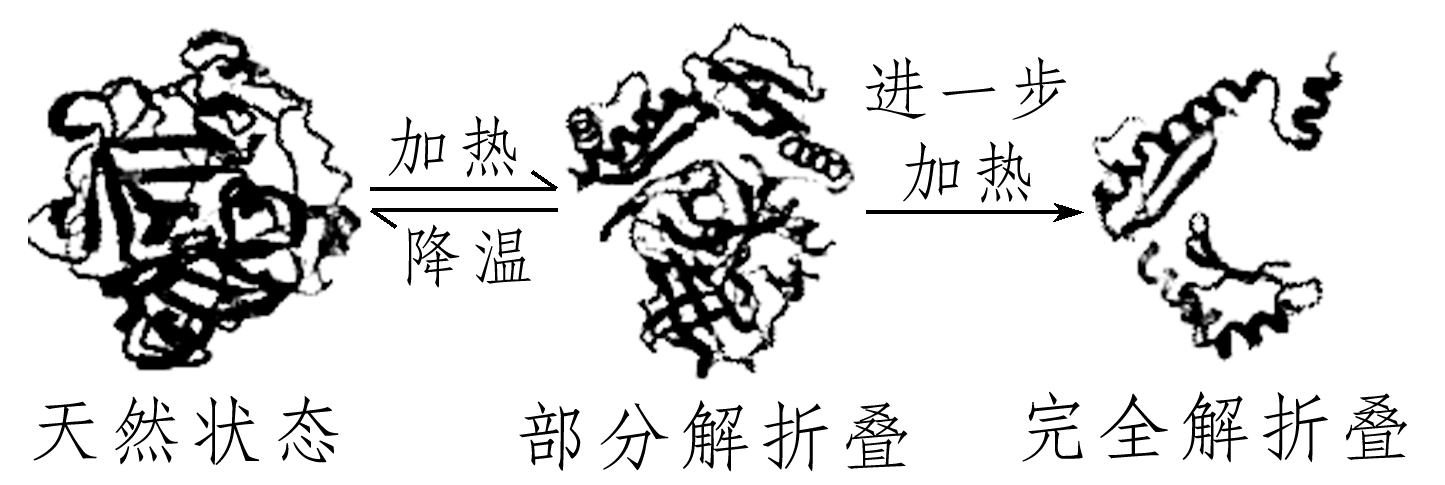 加热
降温
进一步
加热
天然状态
部分解折叠
完全解折叠